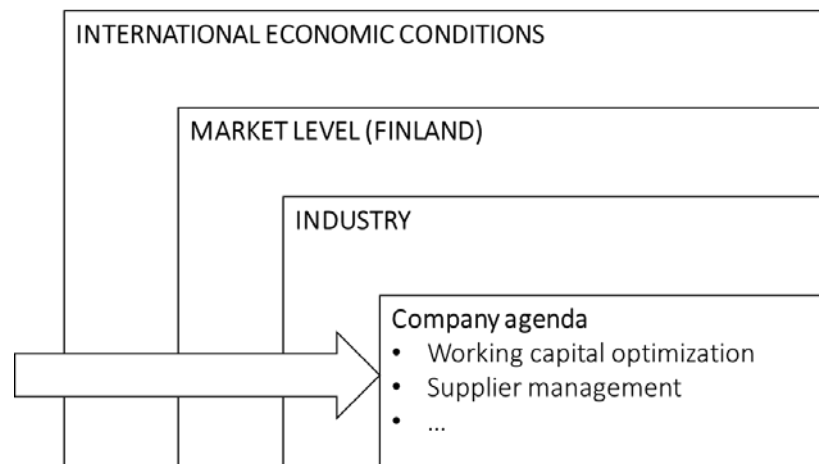 INTERNATIONAL ECONOMIC CONDITIONS
MARKET LEVEL (FINLAND)
INDUSTRY
Company agenda
• Working capital optimization
• Supplier management
• ...